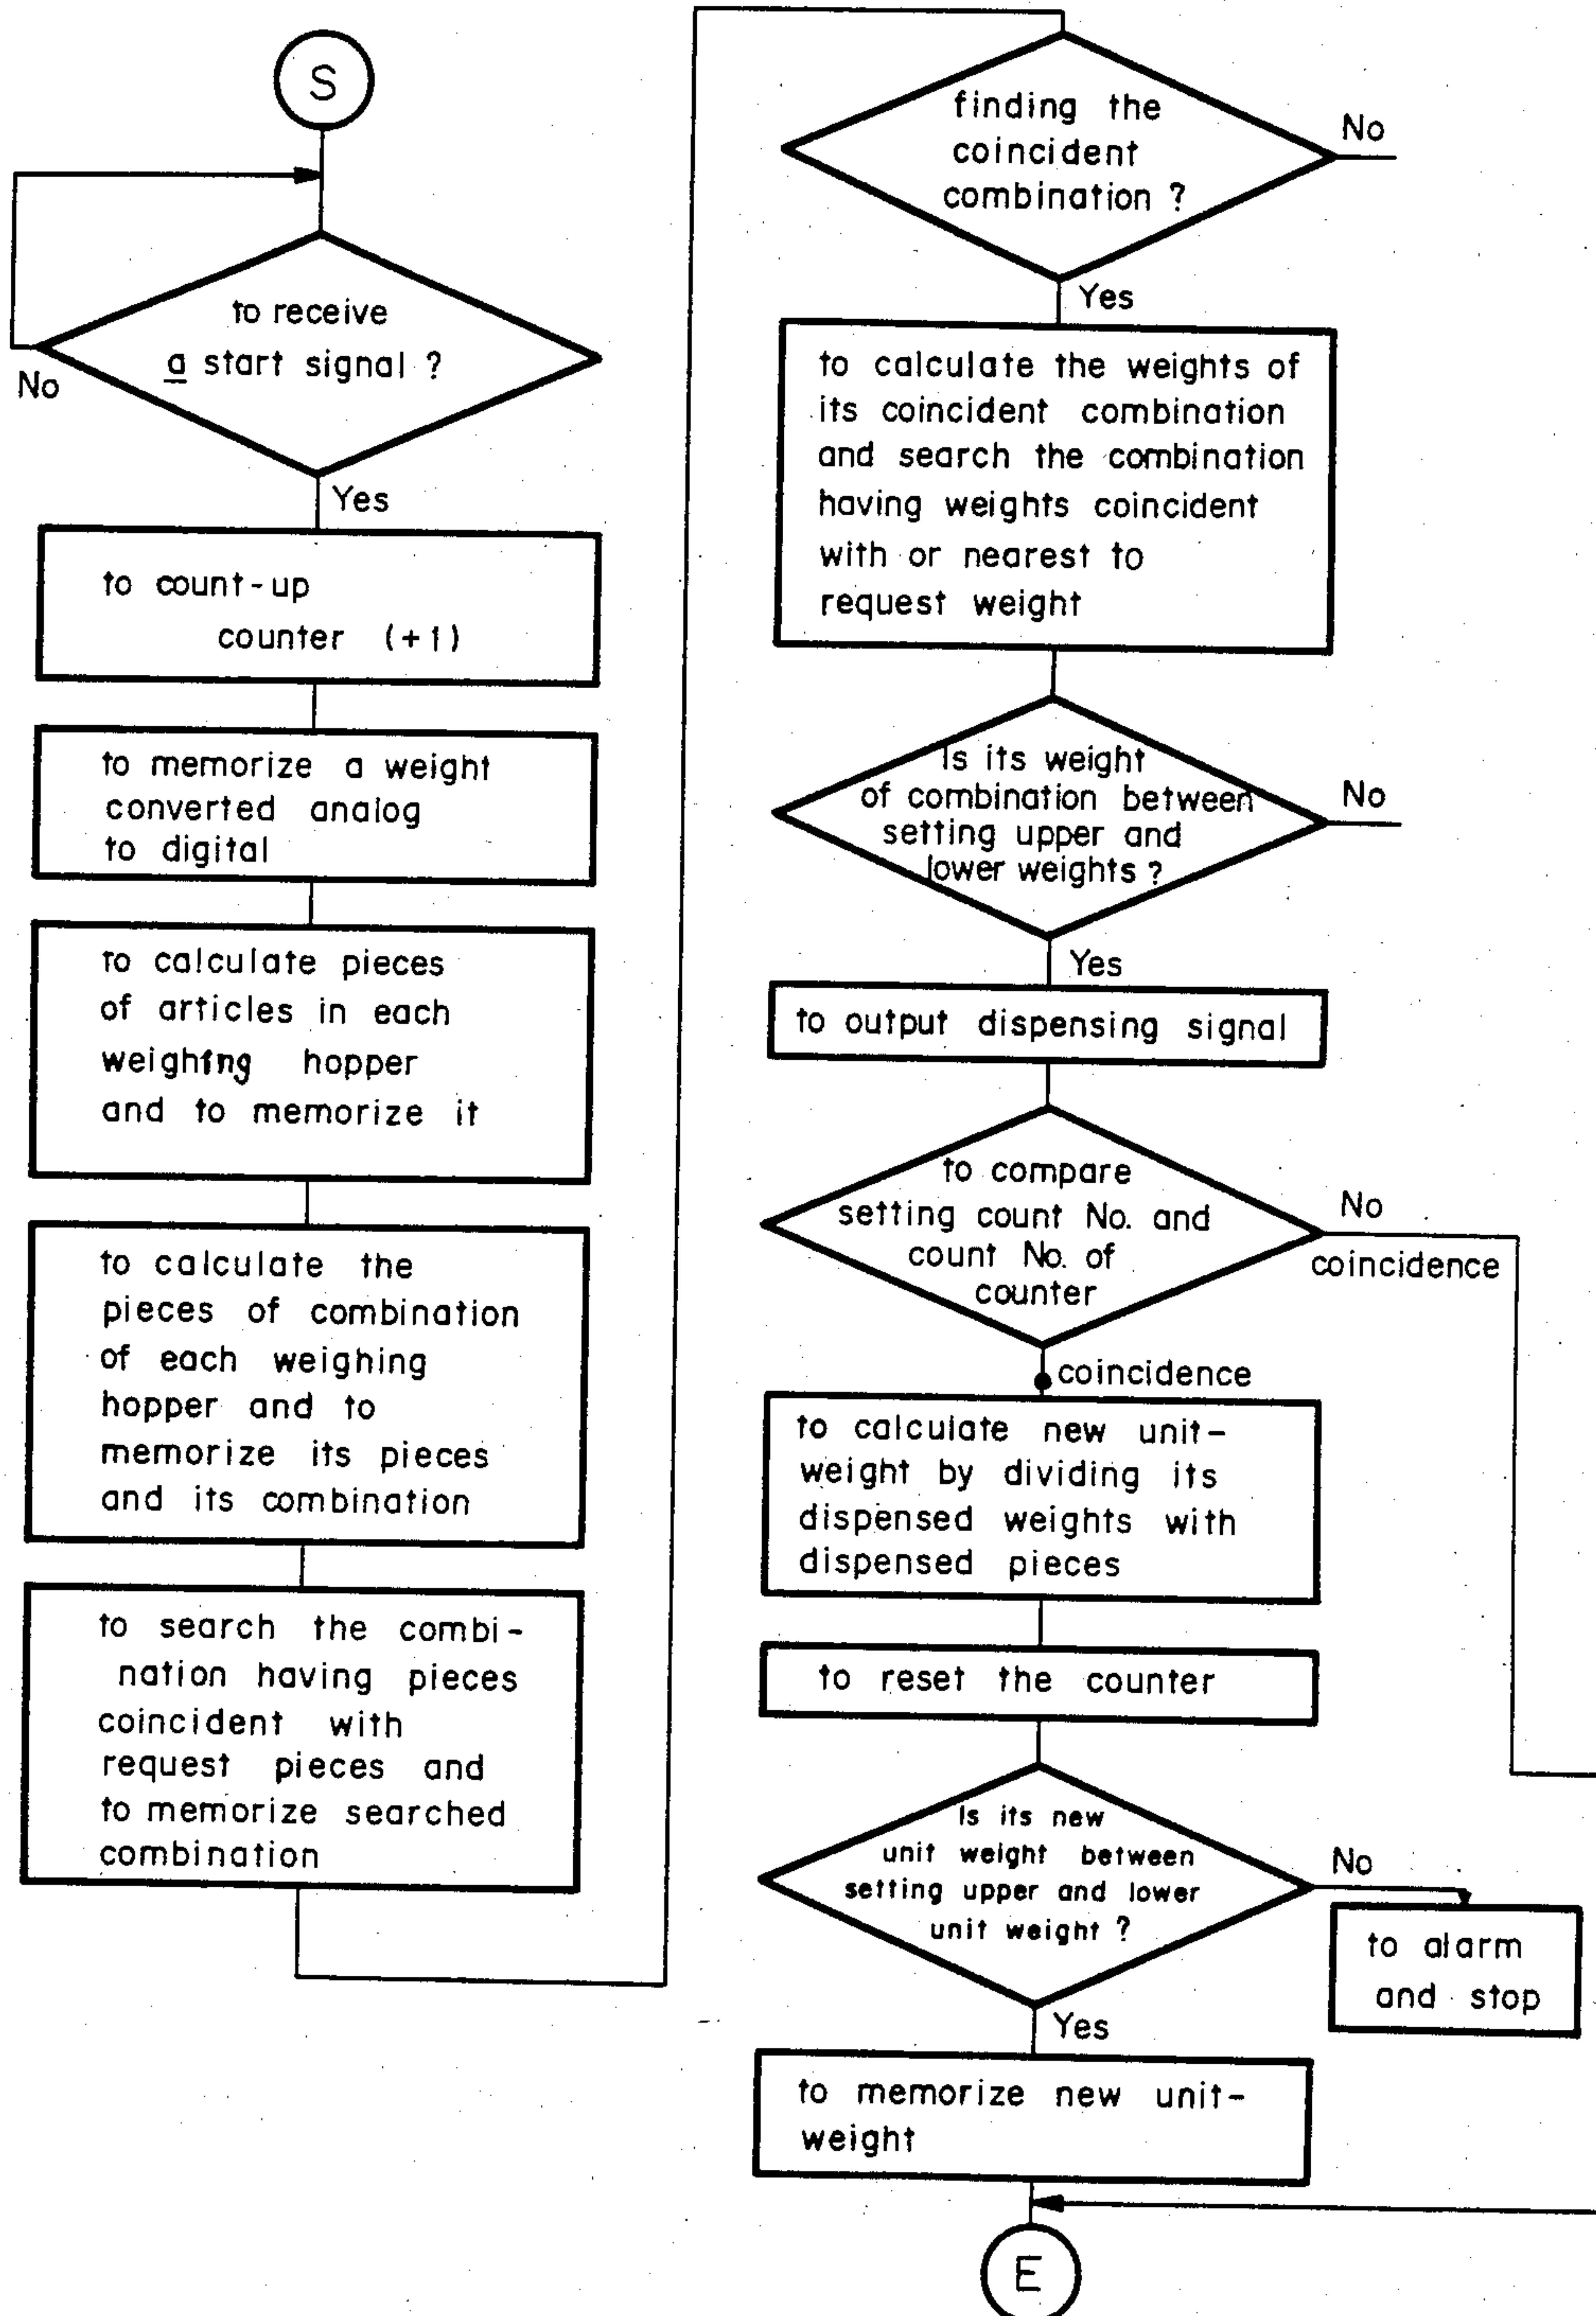 S
to receive
a start signal ?
No
Yes
to count-up
counter (+1)
to memorize a weight
converted analog
to digital
to calculate pieces
of articles in each
weighing hopper
and to memorize it
to calculate the
pieces of combination
of each weighing
hopper and to
memorize its pieces
and its combination
to search the combi-
nation having pieces
coincident with
request pieces and
to memorize searched
combination
finding the
coincident
combination ?
No
Yes
to calculate the weights of
its coincident combination
and search the combination
having weights coincident
with or nearest to
request weight
Is its weight
of combination between
setting upper and
lower weights ?
No
Yes
to output dispensing signal
to compare
setting count No. and
count No. of
counter
No
coincidence
coincidence
to calculate new unit-
weight by dividing its
dispensed weights with
dispensed pieces
to reset the counter
Is its new
unit weight between
setting upper and lower
unit weight ?
No
to alarm
and stop
Yes
to memorize new unit-
weight
E